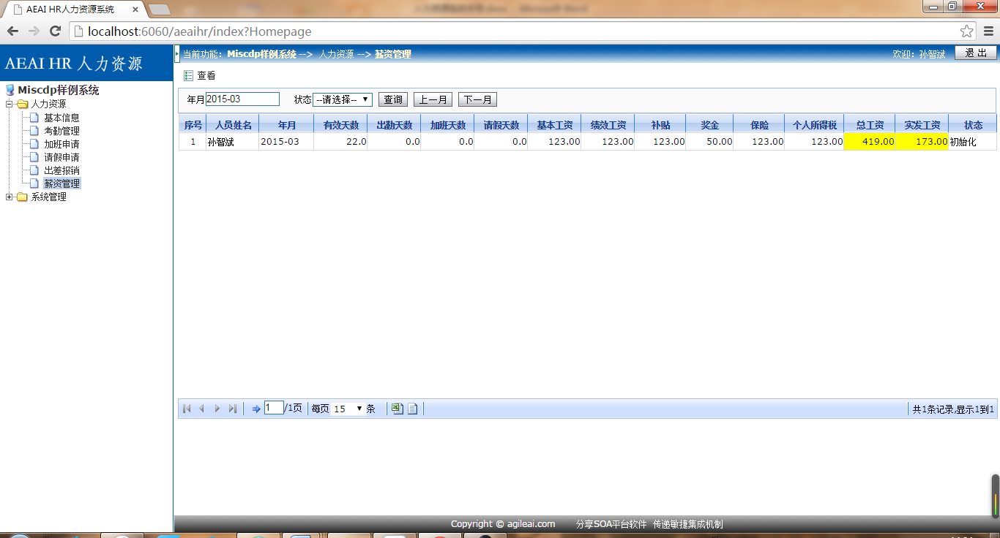 AEAI HR人力资源系统
localhost:6060/aeaihr/index?Homepage
AEAI HR 人力资源
当前功能：Miscdp样例系统 --> 人力资源 --> 薪资管理 欢迎：孙智斌 退 出
Miscdp样例系统
人力资源
基本信息
考勤管理
加班申请
请假申请
出差报销
薪资管理
系统管理
查看
年月 2015-03 状态 --请选择-- 查询 上一月 下一月
序号 人员姓名 年月 有效天数 出勤天数 加班天数 请假天数 基本工资 绩效工资 补贴 奖金 保险 个人所得税 总工资 实发工资 状态
1 孙智斌 2015-03 22.0 0.0 0.0 0.0 123.00 123.00 123.00 50.00 123.00 123.00 419.00 173.00 初始化
1 /1页 每页 15 条 共1条记录,显示1到1
Copyright © agileai.com 分享SOA平台软件 传递敏捷集成机制